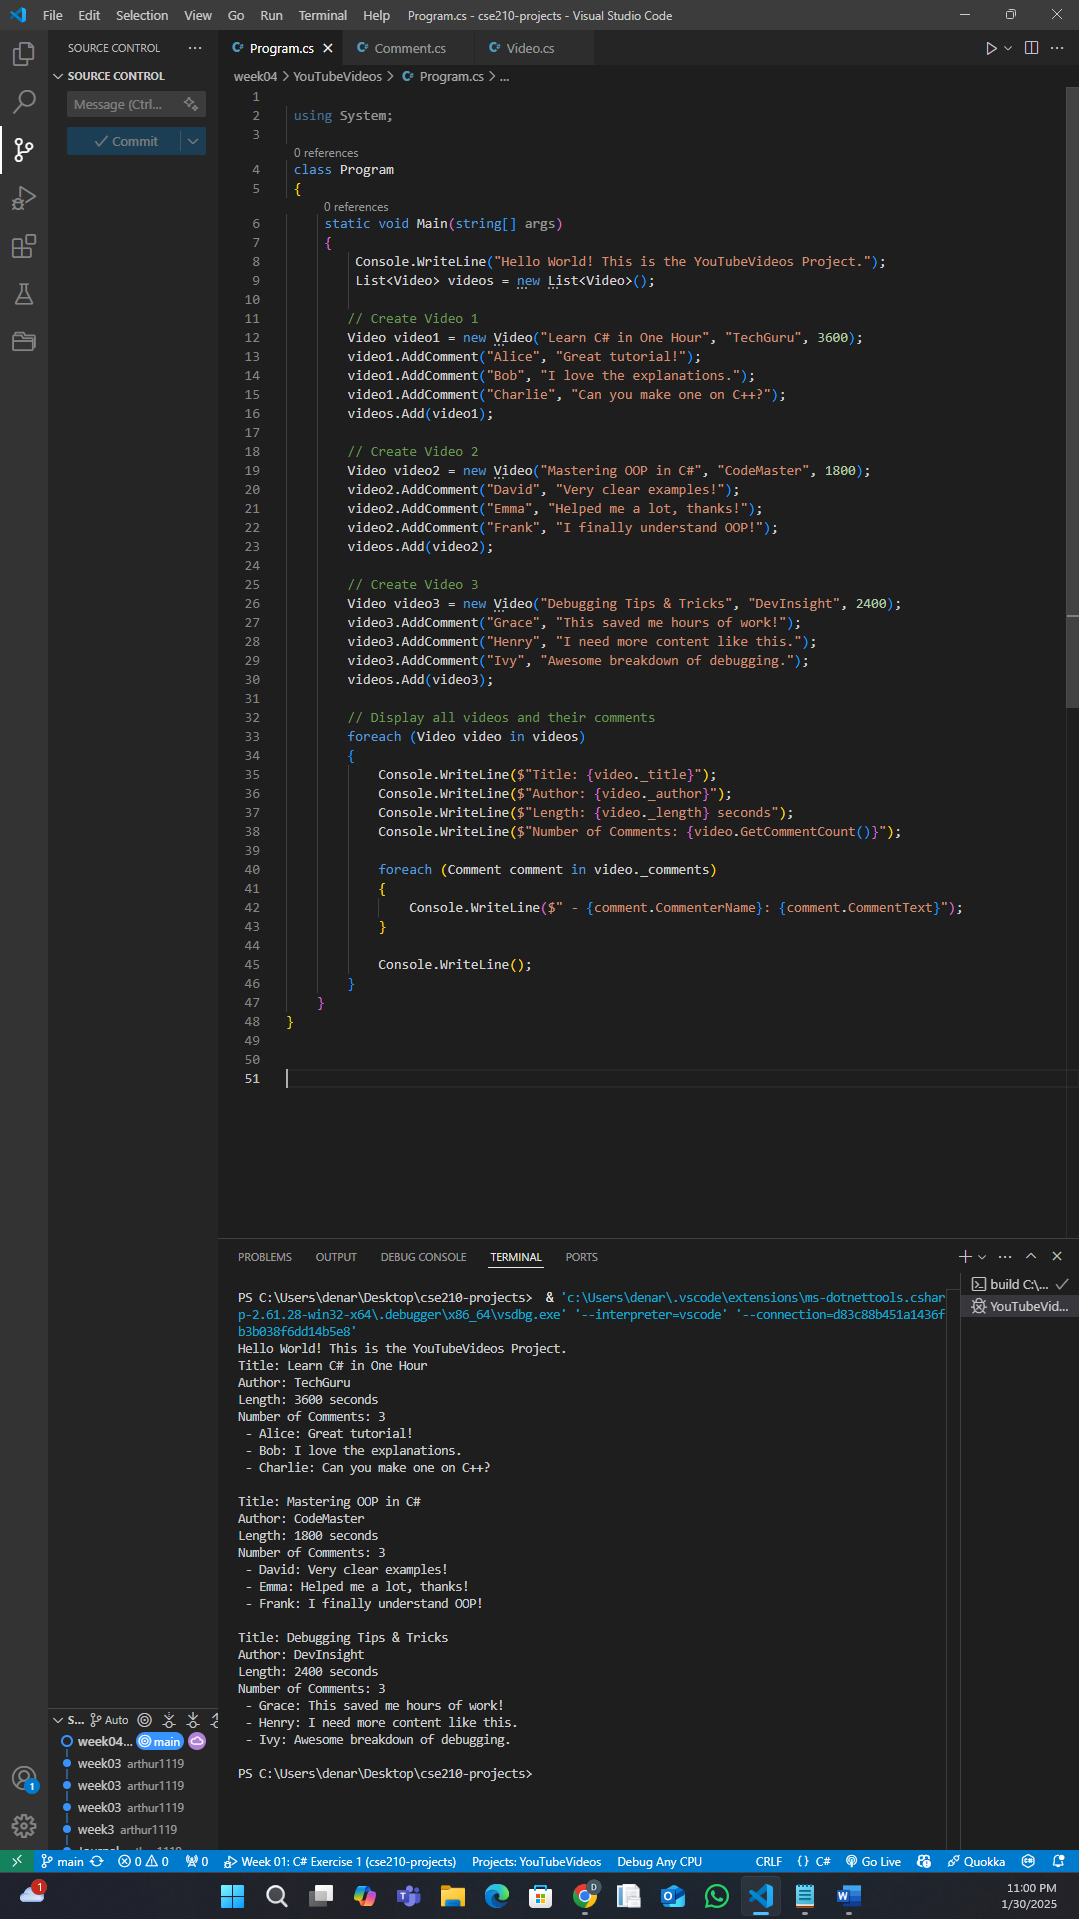 File Edit Selection View Go Run Terminal Help Program.cs - cse210-projects - Visual Studio Code
SOURCE CONTROL ···
SOURCE CONTROL
Message (Ctrl...
Commit
Program.cs Comment.cs Video.cs
week04 > YouTubeVideos > Program.cs > ...
1
2 using System;
3
0 references
4 class Program
5 {
0 references
6 static void Main(string[] args)
7 {
8 Console.WriteLine("Hello World! This is the YouTubeVideos Project.");
9 List<Video> videos = new List<Video>();
10
11 // Create Video 1
12 Video video1 = new Video("Learn C# in One Hour", "TechGuru", 3600);
13 video1.AddComment("Alice", "Great tutorial!");
14 video1.AddComment("Bob", "I love the explanations.");
15 video1.AddComment("Charlie", "Can you make one on C++?");
16 videos.Add(video1);
17
18 // Create Video 2
19 Video video2 = new Video("Mastering OOP in C#", "CodeMaster", 1800);
20 video2.AddComment("David", "Very clear examples!");
21 video2.AddComment("Emma", "Helped me a lot, thanks!");
22 video2.AddComment("Frank", "I finally understand OOP!");
23 videos.Add(video2);
24
25 // Create Video 3
26 Video video3 = new Video("Debugging Tips & Tricks", "DevInsight", 2400);
27 video3.AddComment("Grace", "This saved me hours of work!");
28 video3.AddComment("Henry", "I need more content like this.");
29 video3.AddComment("Ivy", "Awesome breakdown of debugging.");
30 videos.Add(video3);
31
32 // Display all videos and their comments
33 foreach (Video video in videos)
34 {
35 Console.WriteLine($"Title: {video._title}");
36 Console.WriteLine($"Author: {video._author}");
37 Console.WriteLine($"Length: {video._length} seconds");
38 Console.WriteLine($"Number of Comments: {video.GetCommentCount()}");
39
40 foreach (Comment comment in video._comments)
41 {
42 Console.WriteLine($" - {comment.CommenterName}: {comment.CommentText}");
43 }
44
45 Console.WriteLine();
46 }
47 }
48 }
49
50
51
PROBLEMS OUTPUT DEBUG CONSOLE TERMINAL PORTS
build C:\...
YouTubeVid...
PS C:\Users\denar\Desktop\cse210-projects>  & 'c:\Users\denar\.vscode\extensions\ms-dotnettools.cshar
p-2.61.28-win32-x64\.debugger\x86_64\vsdbg.exe' '--interpreter=vscode' '--connection=d83c88b451a1436f
b3b038f6dd14b5e8'
Hello World! This is the YouTubeVideos Project.
Title: Learn C# in One Hour
Author: TechGuru
Length: 3600 seconds
Number of Comments: 3
- Alice: Great tutorial!
- Bob: I love the explanations.
- Charlie: Can you make one on C++?
Title: Mastering OOP in C#
Author: CodeMaster
Length: 1800 seconds
Number of Comments: 3
- David: Very clear examples!
- Emma: Helped me a lot, thanks!
- Frank: I finally understand OOP!
Title: Debugging Tips & Tricks
Author: DevInsight
Length: 2400 seconds
Number of Comments: 3
- Grace: This saved me hours of work!
- Henry: I need more content like this.
- Ivy: Awesome breakdown of debugging.
PS C:\Users\denar\Desktop\cse210-projects>
S... Auto
week04... main
week03 arthur1119
week03 arthur1119
week03 arthur1119
week3 arthur1119
1
main 0 0 0 Week 01: C# Exercise 1 (cse210-projects) Projects: YouTubeVideos Debug Any CPU CRLF {} C# Go Live Quokka
1
D
11:00 PM
1/30/2025